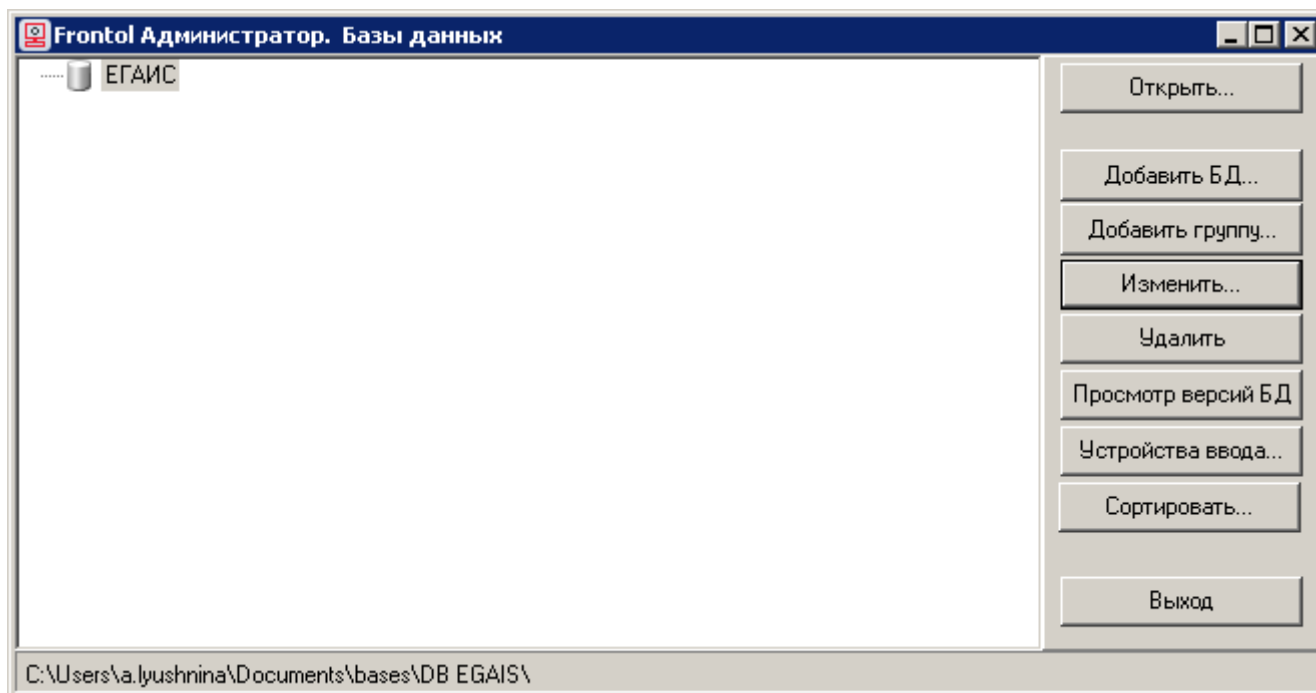 Frontol Администратор. Базы данных
ЕГАИС
Открыть...
Добавить БД...
Добавить группу...
Изменить...
Удалить
Просмотр версий БД
Устройства ввода...
Сортировать...
Выход
C:\Users\a.lyushnina\Documents\bases\DB EGAIS\